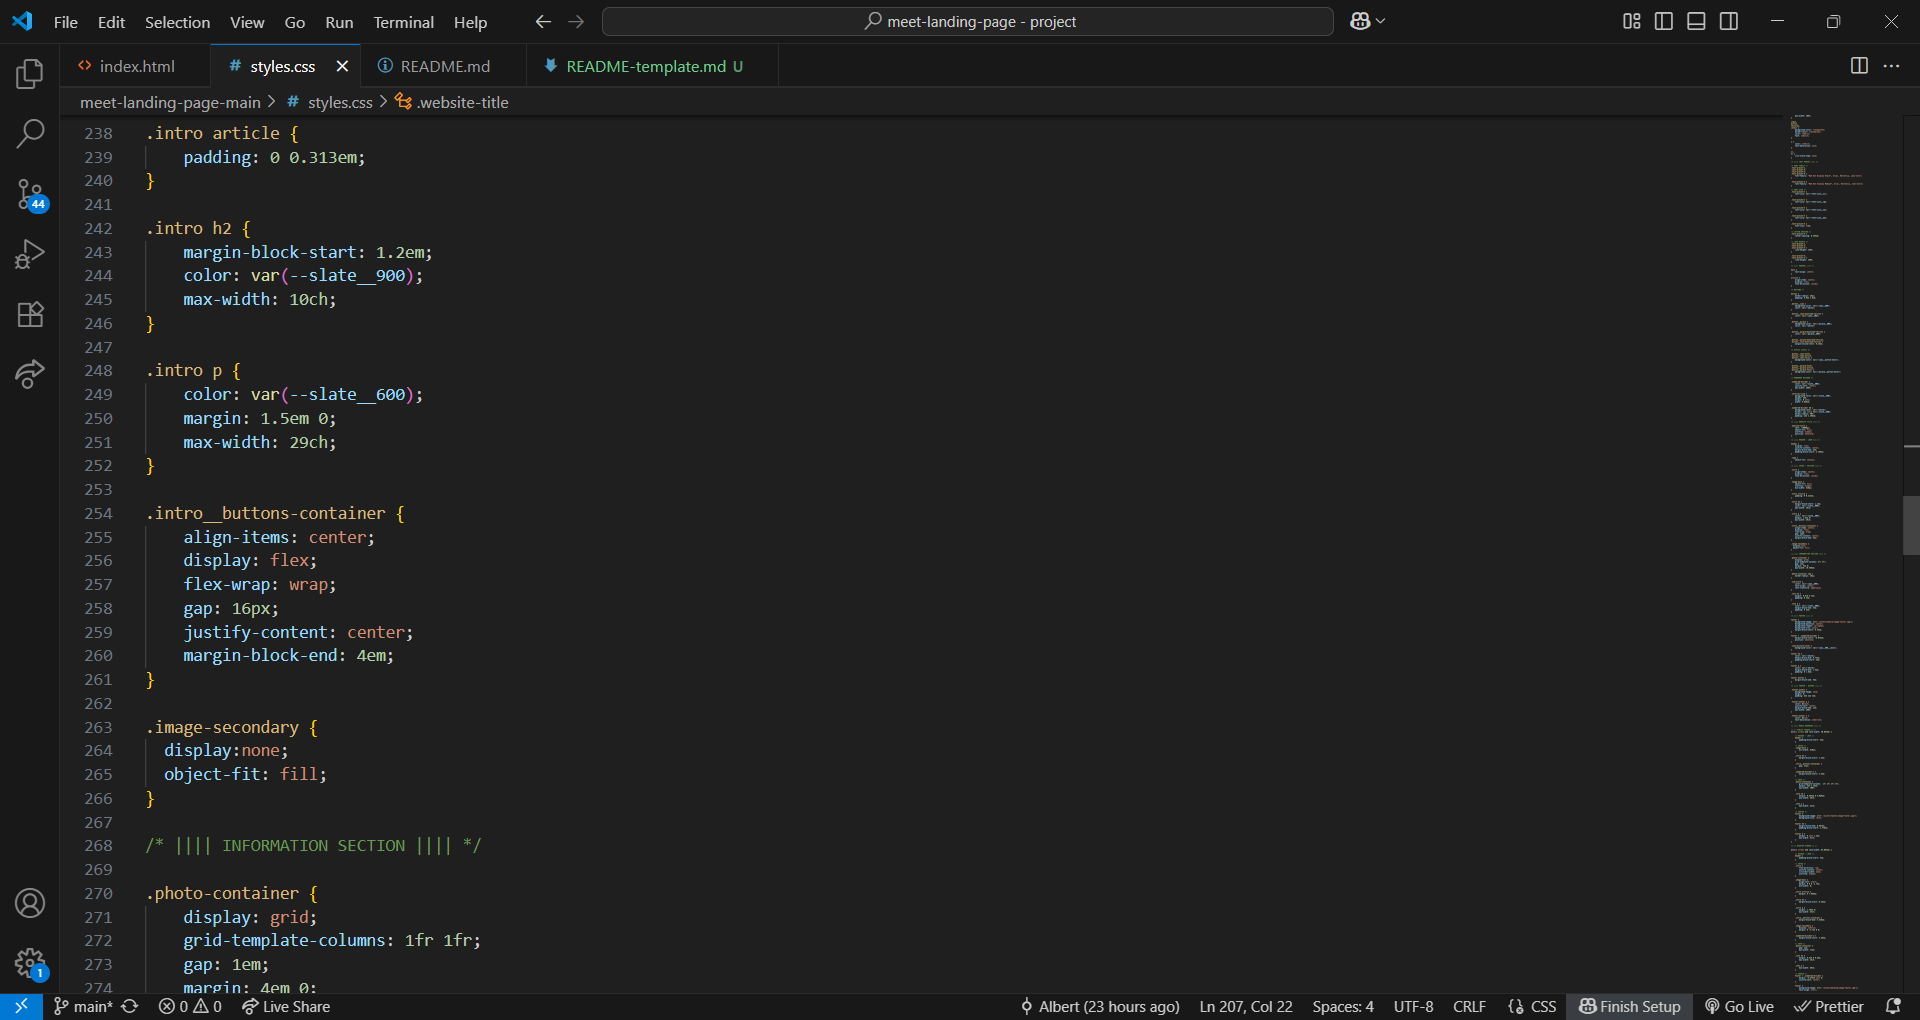 File Edit Selection View Go Run Terminal Help
meet-landing-page - project
index.html
styles.css
README.md
README-template.md U
meet-landing-page-main > # styles.css > .website-title
238 .intro article {
239 padding: 0 0.313em;
240 }
241
242 .intro h2 {
243 margin-block-start: 1.2em;
244 color: var(--slate__900);
245 max-width: 10ch;
246 }
247
248 .intro p {
249 color: var(--slate__600);
250 margin: 1.5em 0;
251 max-width: 29ch;
252 }
253
254 .intro__buttons-container {
255 align-items: center;
256 display: flex;
257 flex-wrap: wrap;
258 gap: 16px;
259 justify-content: center;
260 margin-block-end: 4em;
261 }
262
263 .image-secondary {
264 display:none;
265 object-fit: fill;
266 }
267
268 /* |||| INFORMATION SECTION |||| */
269
270 .photo-container {
271 display: grid;
272 grid-template-columns: 1fr 1fr;
273 gap: 1em;
274 margin: 4em 0;
44
1
main* 0 0 Live Share Albert (23 hours ago) Ln 207, Col 22 Spaces: 4 UTF-8 CRLF {} CSS Finish Setup Go Live Prettier